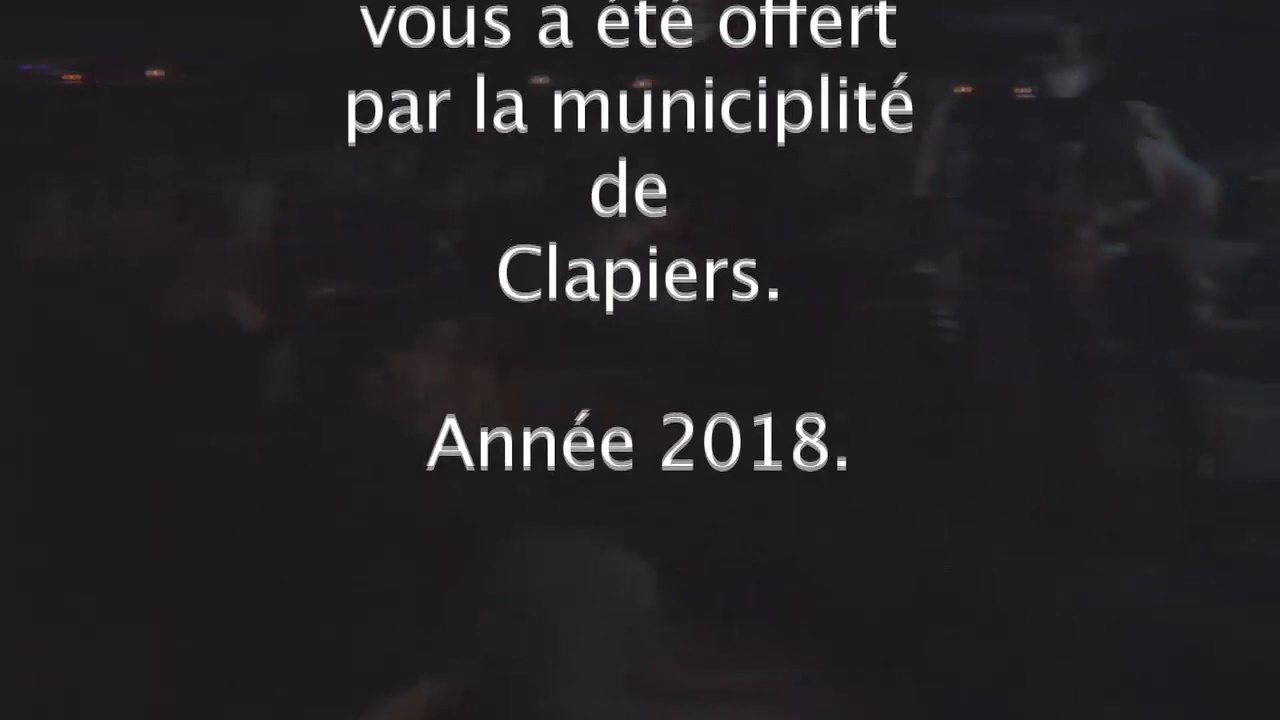 vous a été offert
par la municiplité
de
Clapiers.
Année 2018.